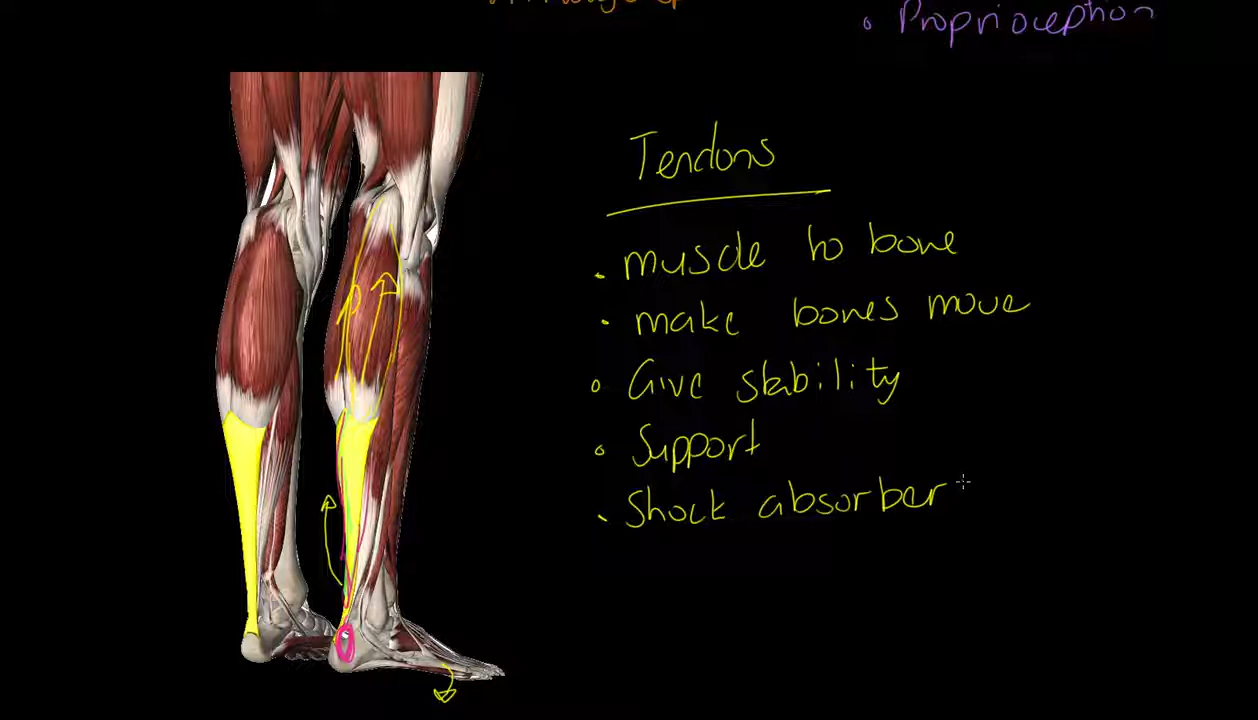 • Proprioception
Tendons
• muscle to bone
• make bones move
• Give stability
• Support
• Shock absorber